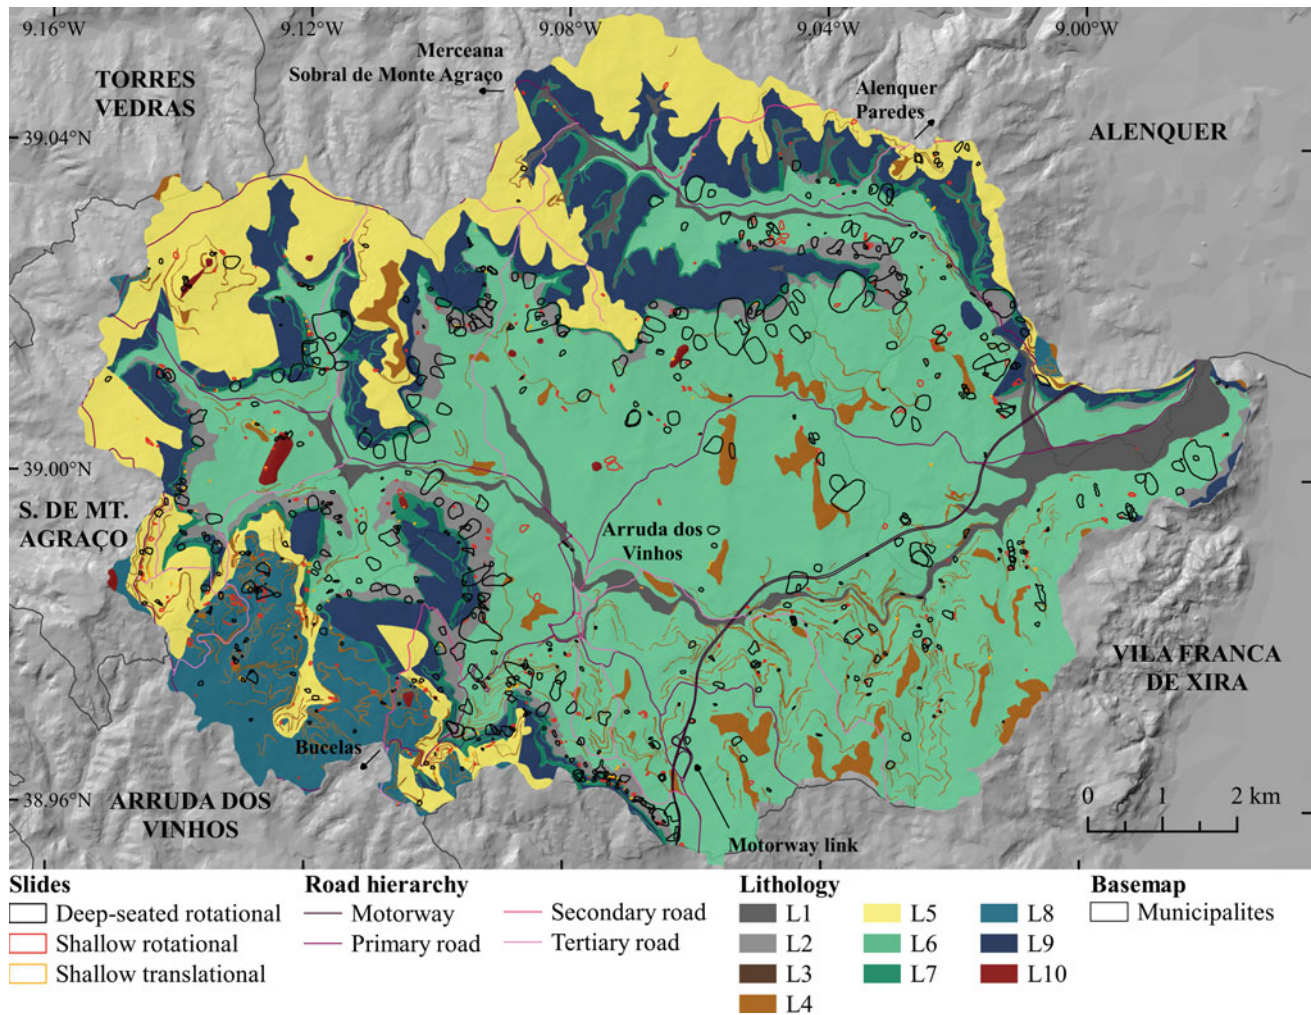 9.16°W 9.12°W 9.08°W 9.04°W 9.00°W
Merceana
Sobral de Monte Agraço
TORRES
VEDRAS
Alenquer
Paredes
ALENQUER
39.04°N
39.00°N
S. DE MT.
AGRAÇO
Arruda dos
Vinhos
VILA FRANCA
DE XIRA
Bucelas
38.96°N
ARRUDA DOS
VINHOS
0 1 2 km
Motorway link
Slides
Deep-seated rotational
Shallow rotational
Shallow translational
Road hierarchy
Motorway
Primary road
Secondary road
Tertiary road
Lithology
L1
L2
L3
L4
L5
L6
L7
L8
L9
L10
Basemap
Municipalites